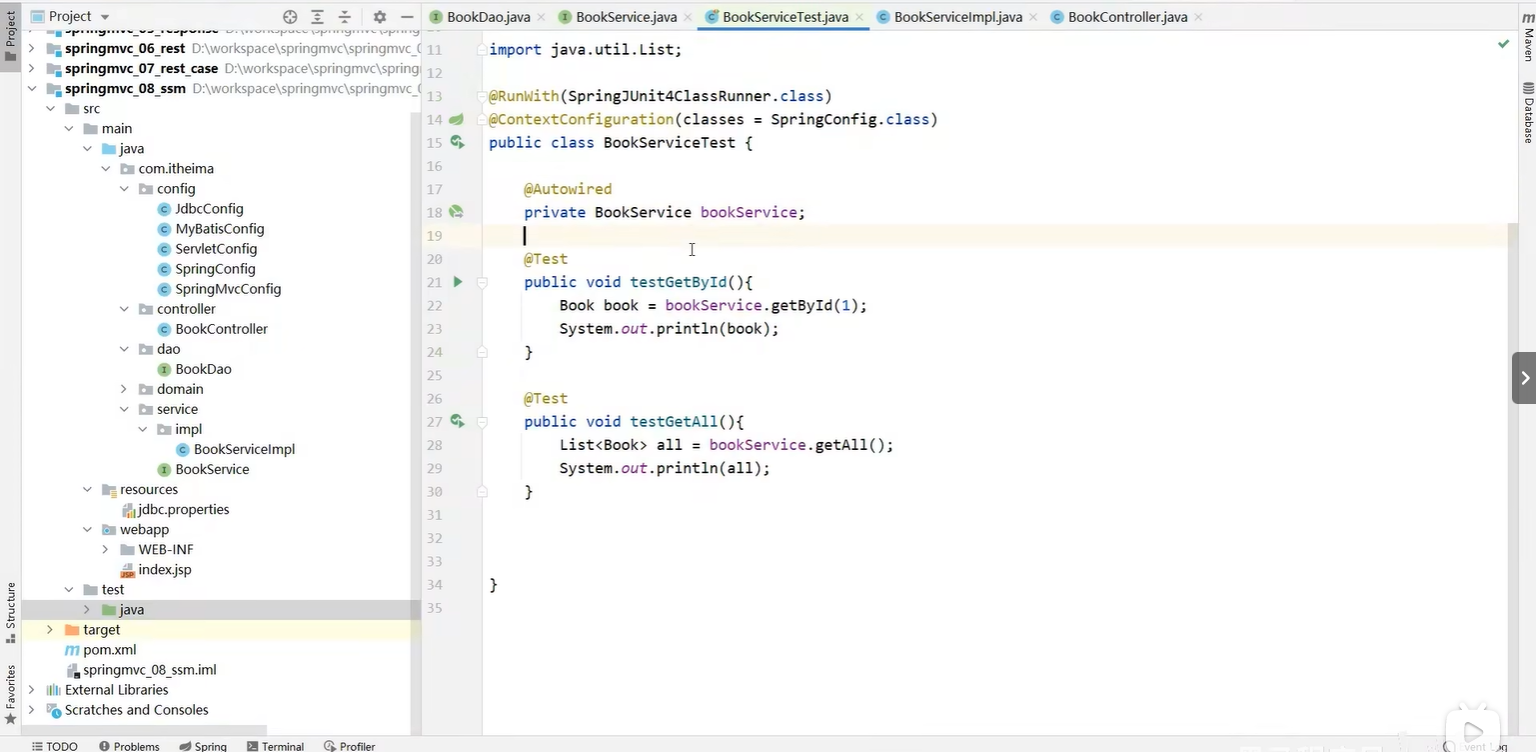 Project
BookDao.java
BookService.java
BookServiceTest.java
BookServiceImpl.java
BookController.java
Project
Structure
Favorites
Maven
Database
springmvc_05_response
springmvc_06_rest D:\workspace\springmvc\springmvc_0
springmvc_07_rest_case D:\workspace\springmvc\spring
springmvc_08_ssm D:\workspace\springmvc\springmvc_0
src
main
java
com.itheima
config
JdbcConfig
MyBatisConfig
ServletConfig
SpringConfig
SpringMvcConfig
controller
BookController
dao
BookDao
domain
service
impl
BookServiceImpl
BookService
resources
jdbc.properties
webapp
WEB-INF
index.jsp
test
java
target
pom.xml
springmvc_08_ssm.iml
External Libraries
Scratches and Consoles
11 import java.util.List;
12
13 @RunWith(SpringJUnit4ClassRunner.class)
14 @ContextConfiguration(classes = SpringConfig.class)
15 public class BookServiceTest {
16
17 @Autowired
18 private BookService bookService;
19
20 @Test
21 public void testGetById(){
22 Book book = bookService.getById(1);
23 System.out.println(book);
24 }
25
26 @Test
27 public void testGetAll(){
28 List<Book> all = bookService.getAll();
29 System.out.println(all);
30 }
31
32
33
34 }
35
TODO Problems Spring Terminal Profiler